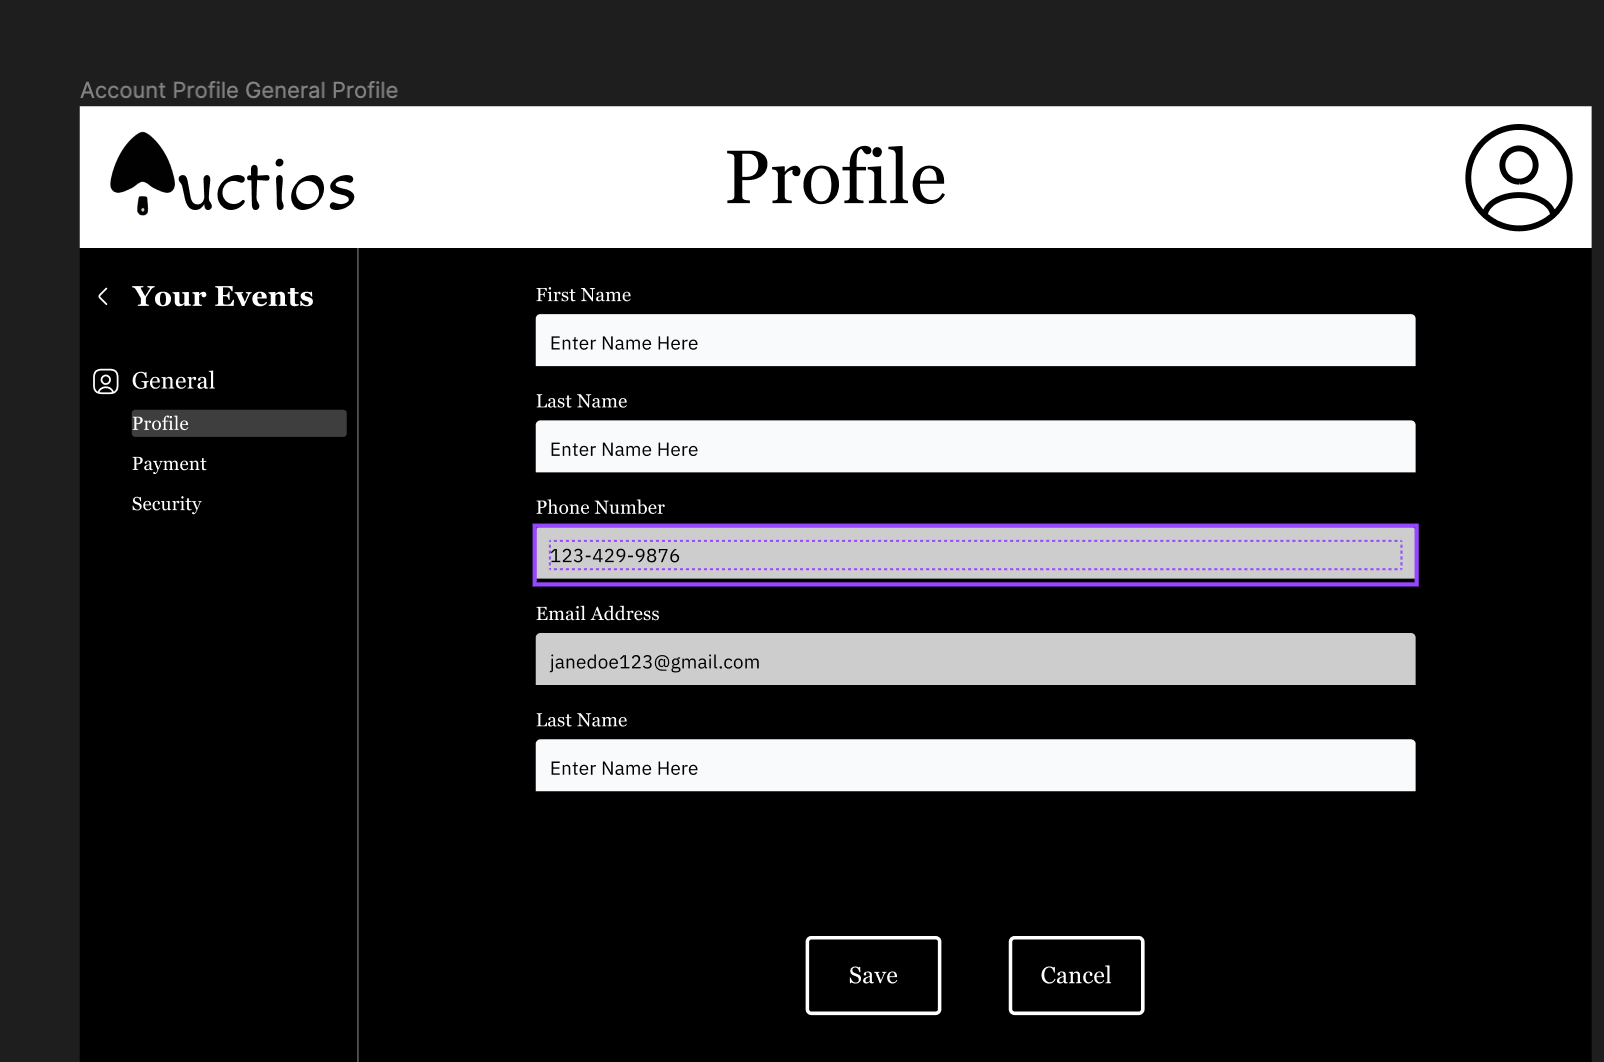 Account Profile General Profile
uctios
Profile
Your Events
General
Profile
Payment
Security
First Name
Enter Name Here
Last Name
Enter Name Here
Phone Number
123-429-9876
Email Address
janedoe123@gmail.com
Last Name
Enter Name Here
Save
Cancel